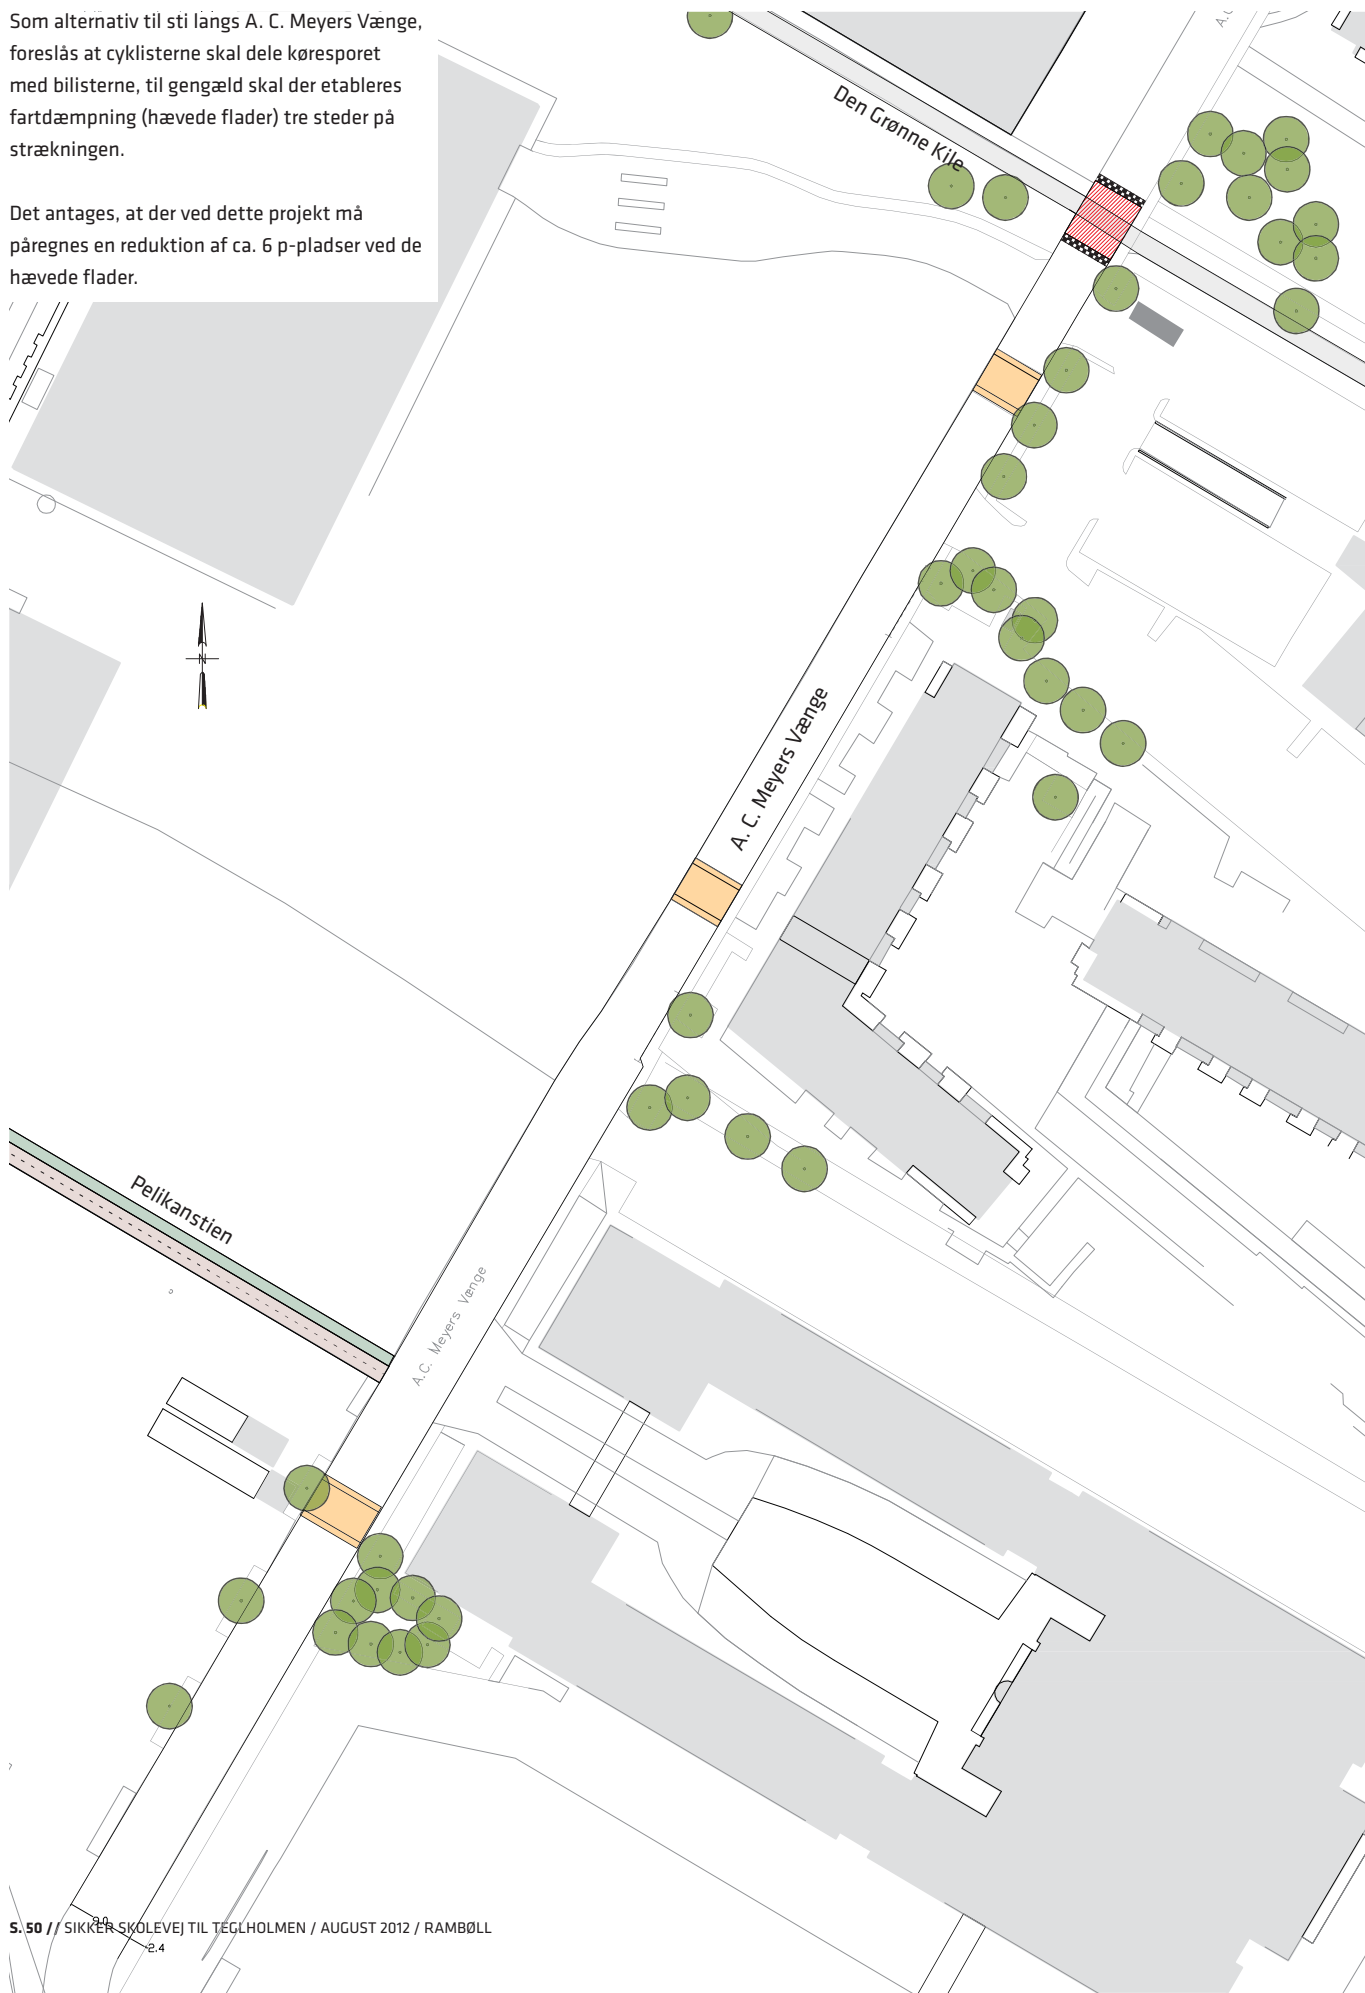 Som alternativ til sti langs A. C. Meyers Vænge,
foreslås at cyklisterne skal dele køresporet
med bilisterne, til gengæld skal der etableres
fartdæmpning (hævede flader) tre steder på
strækningen.
Det antages, at der ved dette projekt må
påregnes en reduktion af ca. 6 p-pladser ved de
hævede flader.
A.C.
Den Grønne Kile
N
A. C. Meyers Vænge
Pelikanstien
A.C. Meyers Vænge
9.0
2.4
S. 50 // SIKKER SKOLEVEJ TIL TEGLHOLMEN / AUGUST 2012 / RAMBØLL